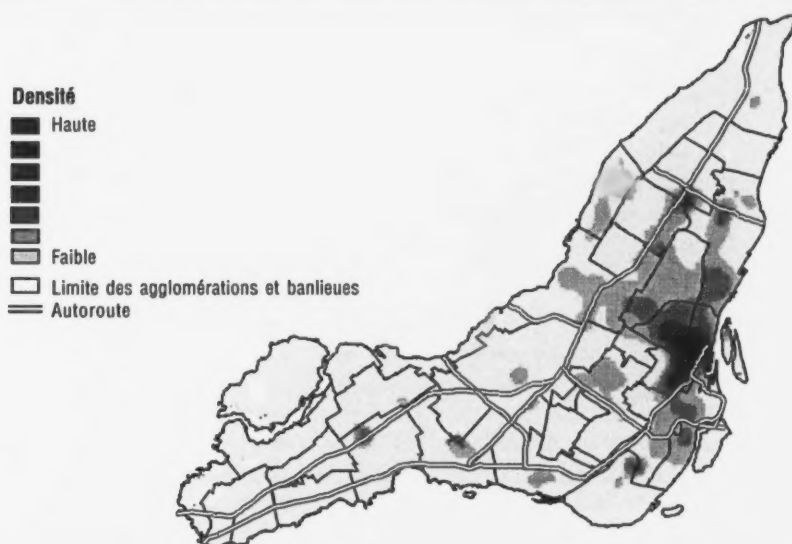 Densité
Haute
Faible
Limite des agglomérations et banlieues
Autoroute